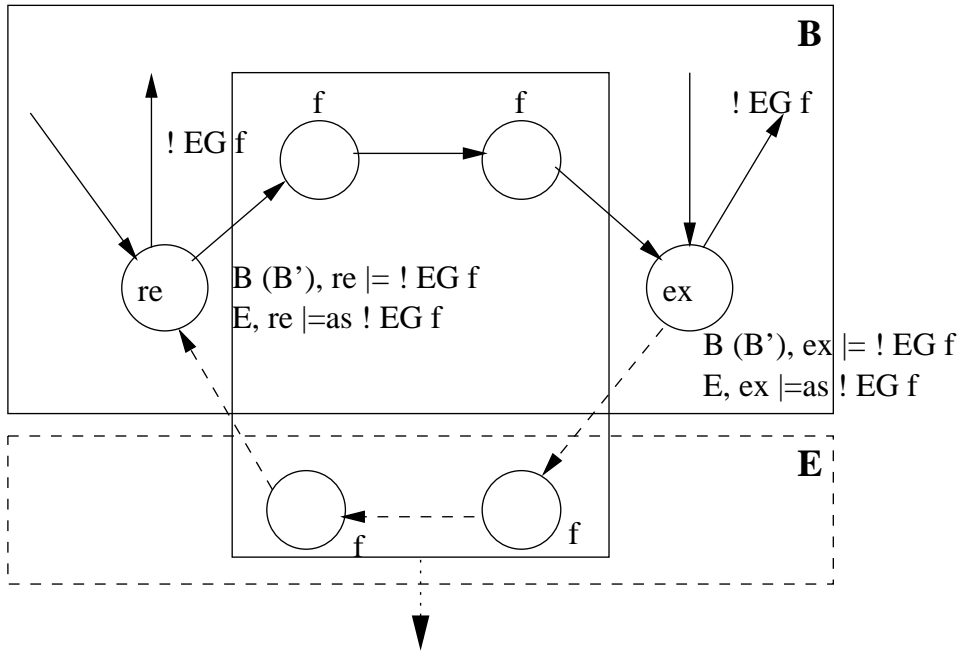 B
f f
! EG f
! EG f
re
ex
B (B’), re |= ! EG f
E, re |=as ! EG f
B (B’), ex |= ! EG f
E, ex |=as ! EG f
E
f
f